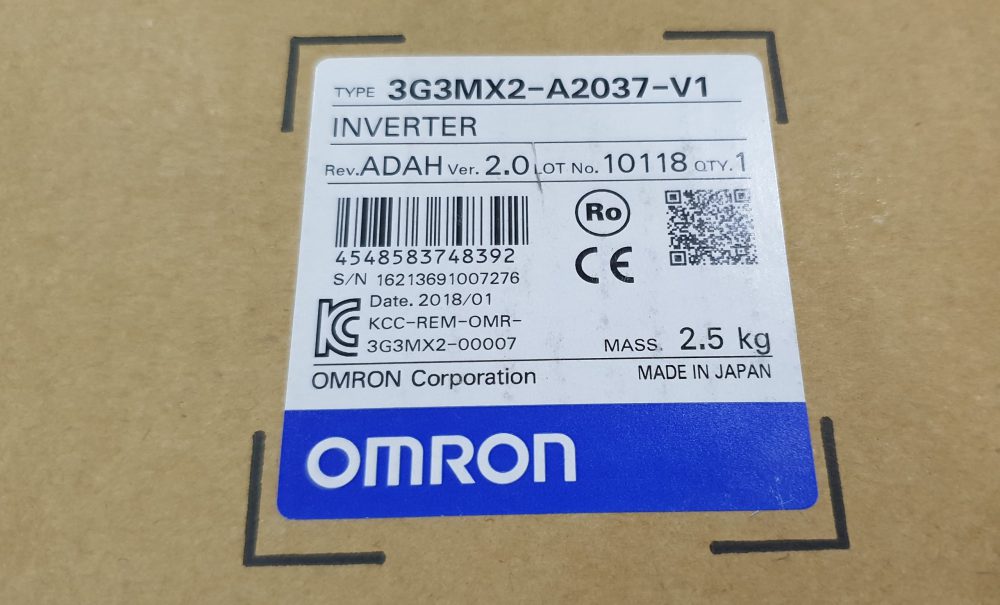 TYPE 3G3MX2-A2037-V1
INVERTER
Rev.ADAH Ver. 2.0 LOT No. 10118 QTY. 1
Ro
4548583748392
CE
S/N 16213691007276
Date. 2018/01
KC
KCC-REM-OMR-
3G3MX2-00007
MASS. 2.5 kg
OMRON Corporation
MADE IN JAPAN
OMRON